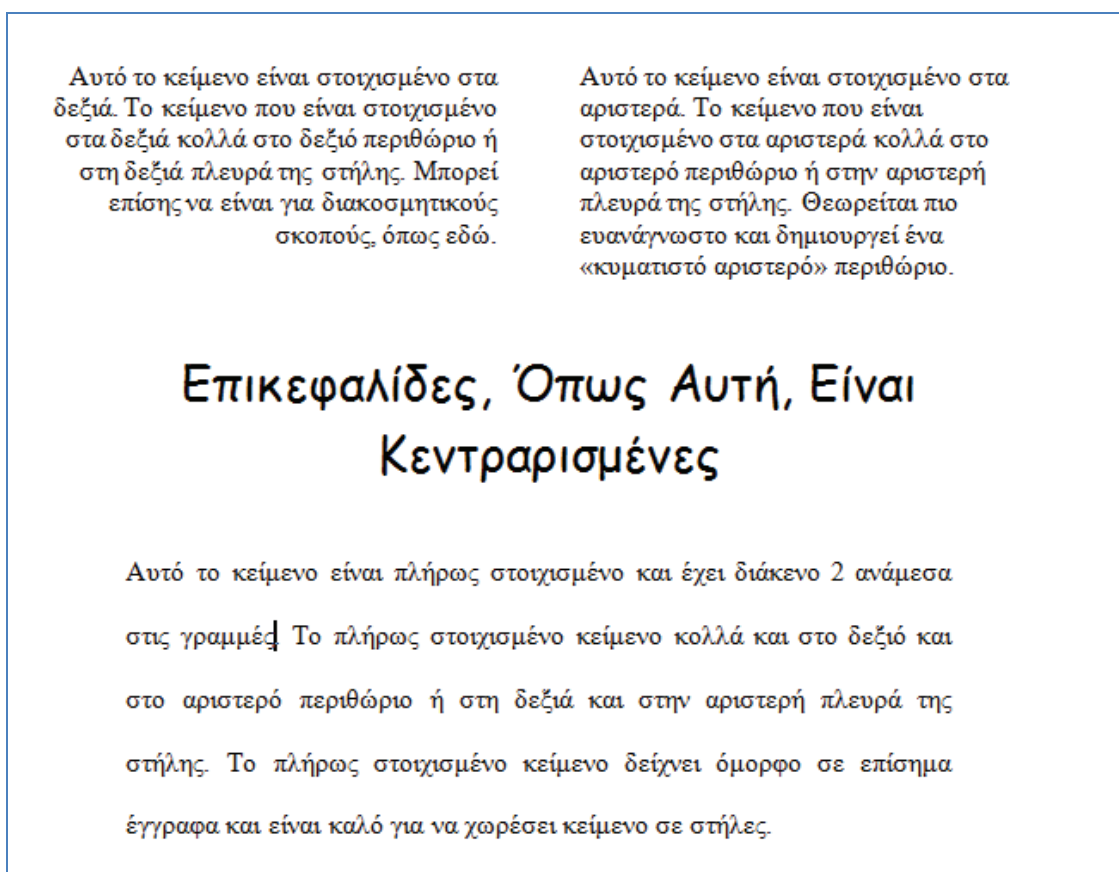 Αυτό το κείμενο είναι στοιχισμένο στα
δεξιά. Το κείμενο που είναι στοιχισμένο
στα δεξιά κολλά στο δεξιό περιθώριο ή
στη δεξιά πλευρά της στήλης. Μπορεί
επίσης να είναι για διακοσμητικούς
σκοπούς, όπως εδώ.
Αυτό το κείμενο είναι στοιχισμένο στα
αριστερά. Το κείμενο που είναι
στοιχισμένο στα αριστερά κολλά στο
αριστερό περιθώριο ή στην αριστερή
πλευρά της στήλης. Θεωρείται πιο
ευανάγνωστο και δημιουργεί ένα
«κυματιστό αριστερό» περιθώριο.
Επικεφαλίδες, Όπως Αυτή, Είναι
Κεντραρισμένες
Αυτό το κείμενο είναι πλήρως στοιχισμένο και έχει διάκενο 2 ανάμεσα
στις γραμμές. Το πλήρως στοιχισμένο κείμενο κολλά και στο δεξιό και
στο αριστερό περιθώριο ή στη δεξιά και στην αριστερή πλευρά της
στήλης. Το πλήρως στοιχισμένο κείμενο δείχνει όμορφο σε επίσημα
έγγραφα και είναι καλό για να χωρέσει κείμενο σε στήλες.